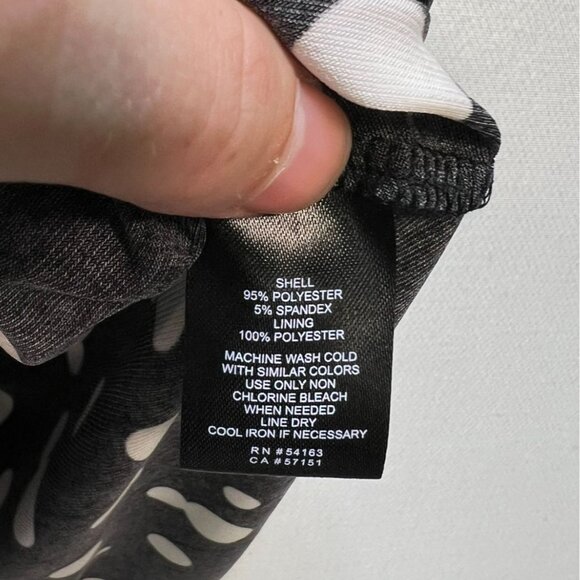 SHELL
95% POLYESTER
5% SPANDEX
LINING
100% POLYESTER
MACHINE WASH COLD
WITH SIMILAR COLORS
USE ONLY NON
CHLORINE BLEACH
WHEN NEEDED
LINE DRY
COOL IRON IF NECESSARY
RN #54163
CA #57151